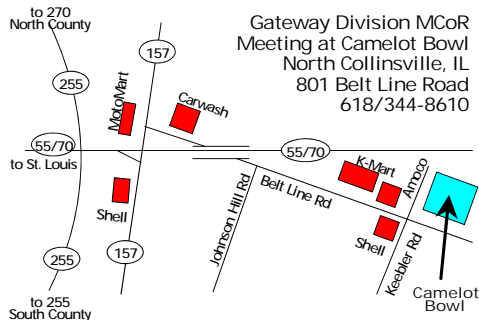 to 270
North County
Gateway Division MCoR
Meeting at Camelot Bowl
North Collinsville, IL
801 Belt Line Road
618/344-8610
157
255
MotoMart
Carwash
55/70
to St. Louis
55/70
K-Mart
Amoco
Belt Line Rd
Johnson Hill Rd
Shell
Shell
Keebler Rd
157
255
Camelot
Bowl
to 255
South County